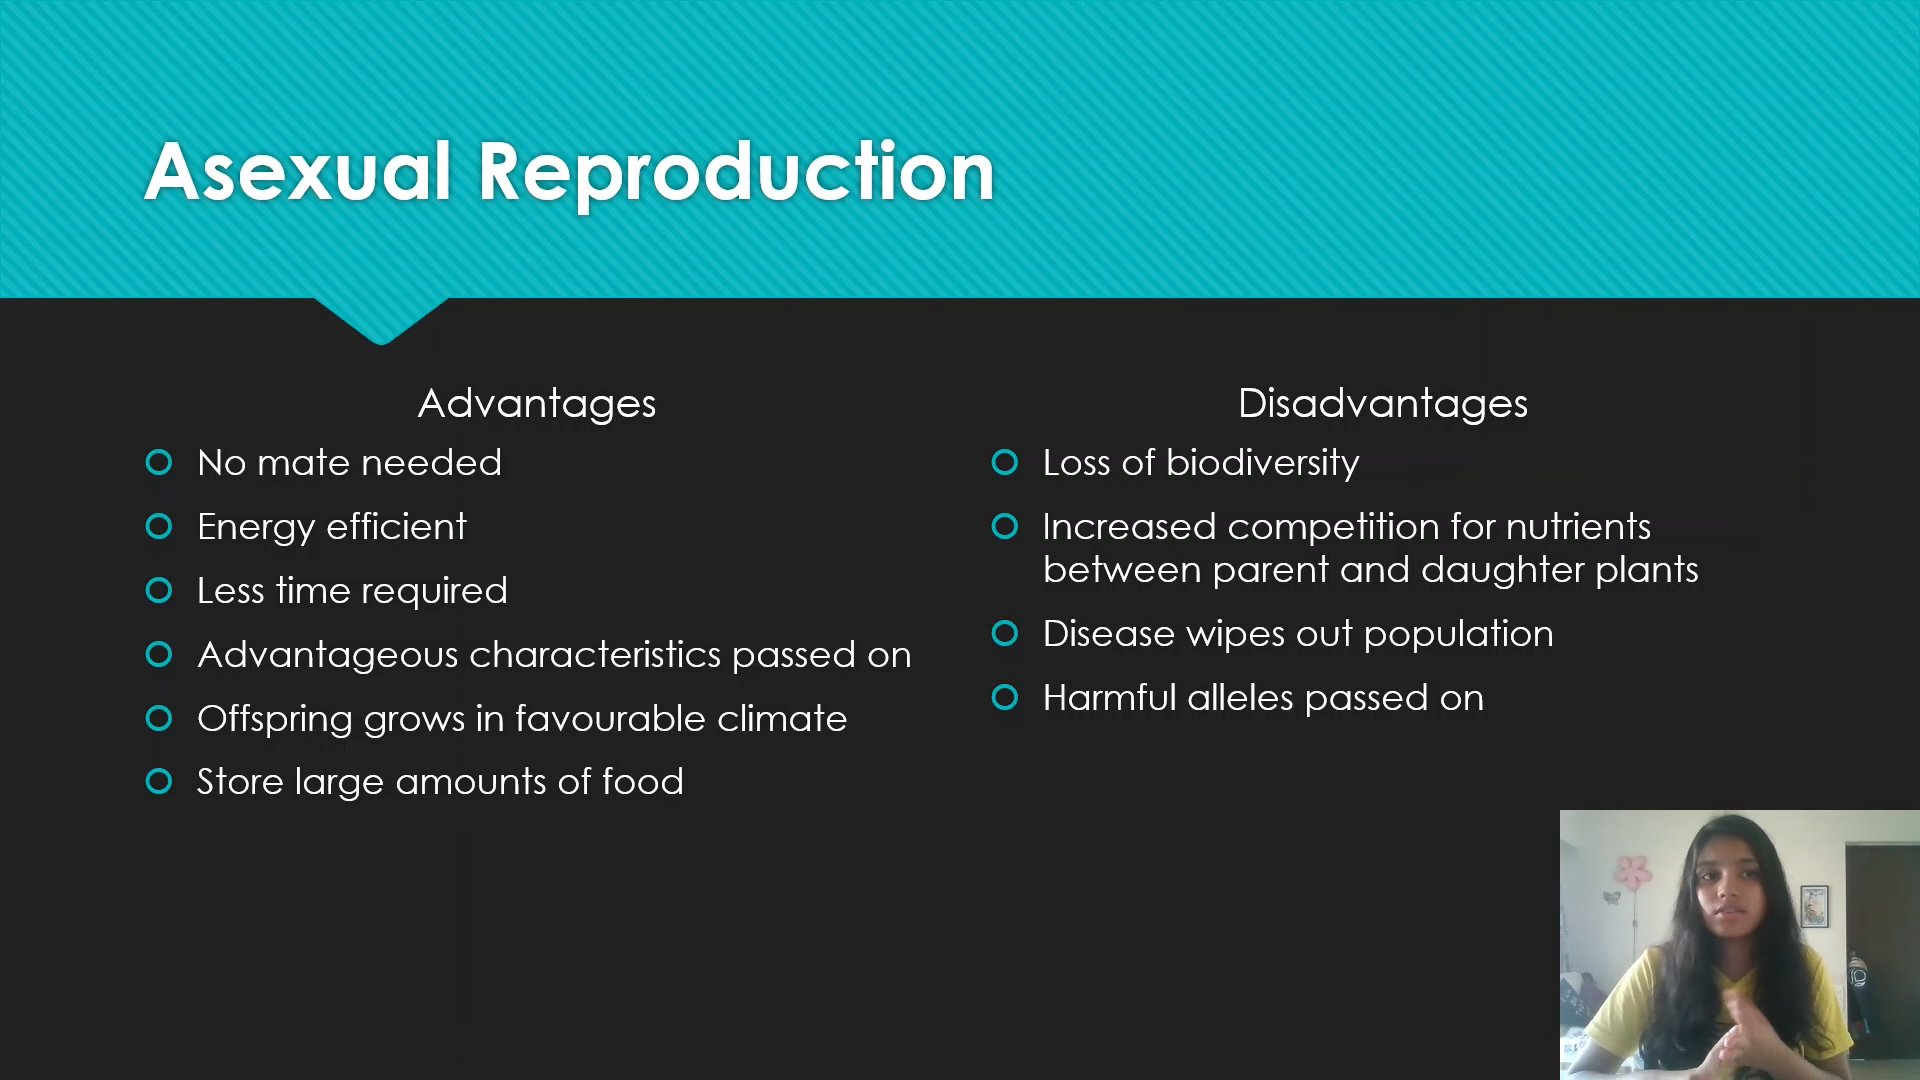 Asexual Reproduction
Advantages
No mate needed
Energy efficient
Less time required
Advantageous characteristics passed on
Offspring grows in favourable climate
Store large amounts of food
Disadvantages
Loss of biodiversity
Increased competition for nutrients
between parent and daughter plants
Disease wipes out population
Harmful alleles passed on